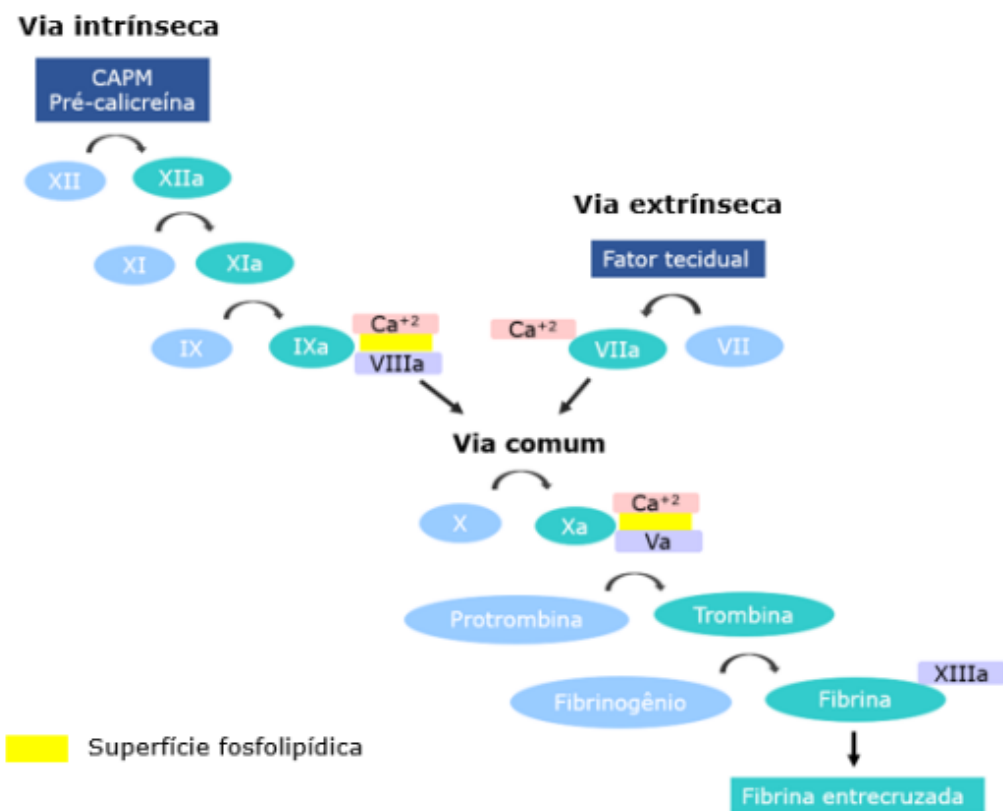 Via intrínseca
CAPM
Pré-calicreína
XII
XIIa
Via extrínseca
XI
XIa
Fator tecidual
IX
IXa
Ca⁺²
VIIIa
Ca⁺²
VIIa
VII
Via comum
X
Xa
Ca⁺²
Va
Protrombina
Trombina
Fibrinogênio
Fibrina
XIIIa
Superfície fosfolipídica
Fibrina entrecruzada